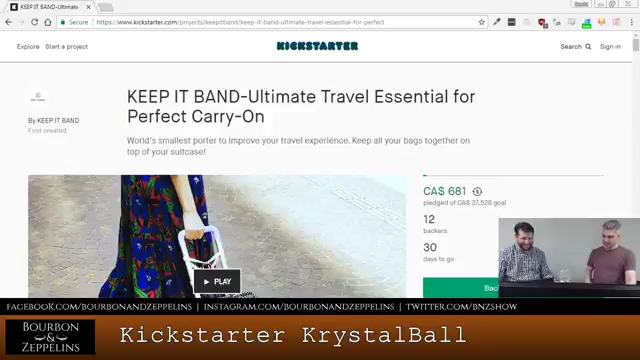 KEEP IT BAND-Ultimate
Secure
https://www.kickstarter.com/projects/keepitband/keep-it-band-ultimate-travel-essential-for-perfect
Explore
Start a project
KICKSTARTER
Search
Sign in
By KEEP IT BAND
First created
KEEP IT BAND-Ultimate Travel Essential for
Perfect Carry-On
World's smallest porter to improve your travel experience. Keep all your bags together on
top of your suitcase!
CA$ 681
pledged of CA$ 37,528 goal
12
backers
30
days to go
PLAY
Bac
FACEBOOK.COM/BOURBONANDZEPPELINS | INSTAGRAM.COM/BOURBONANDZEPPELINS | TWITTER.COM/BNZSHOW
BOURBON
&
ZEPPELINS
Kickstarter KrystalBall